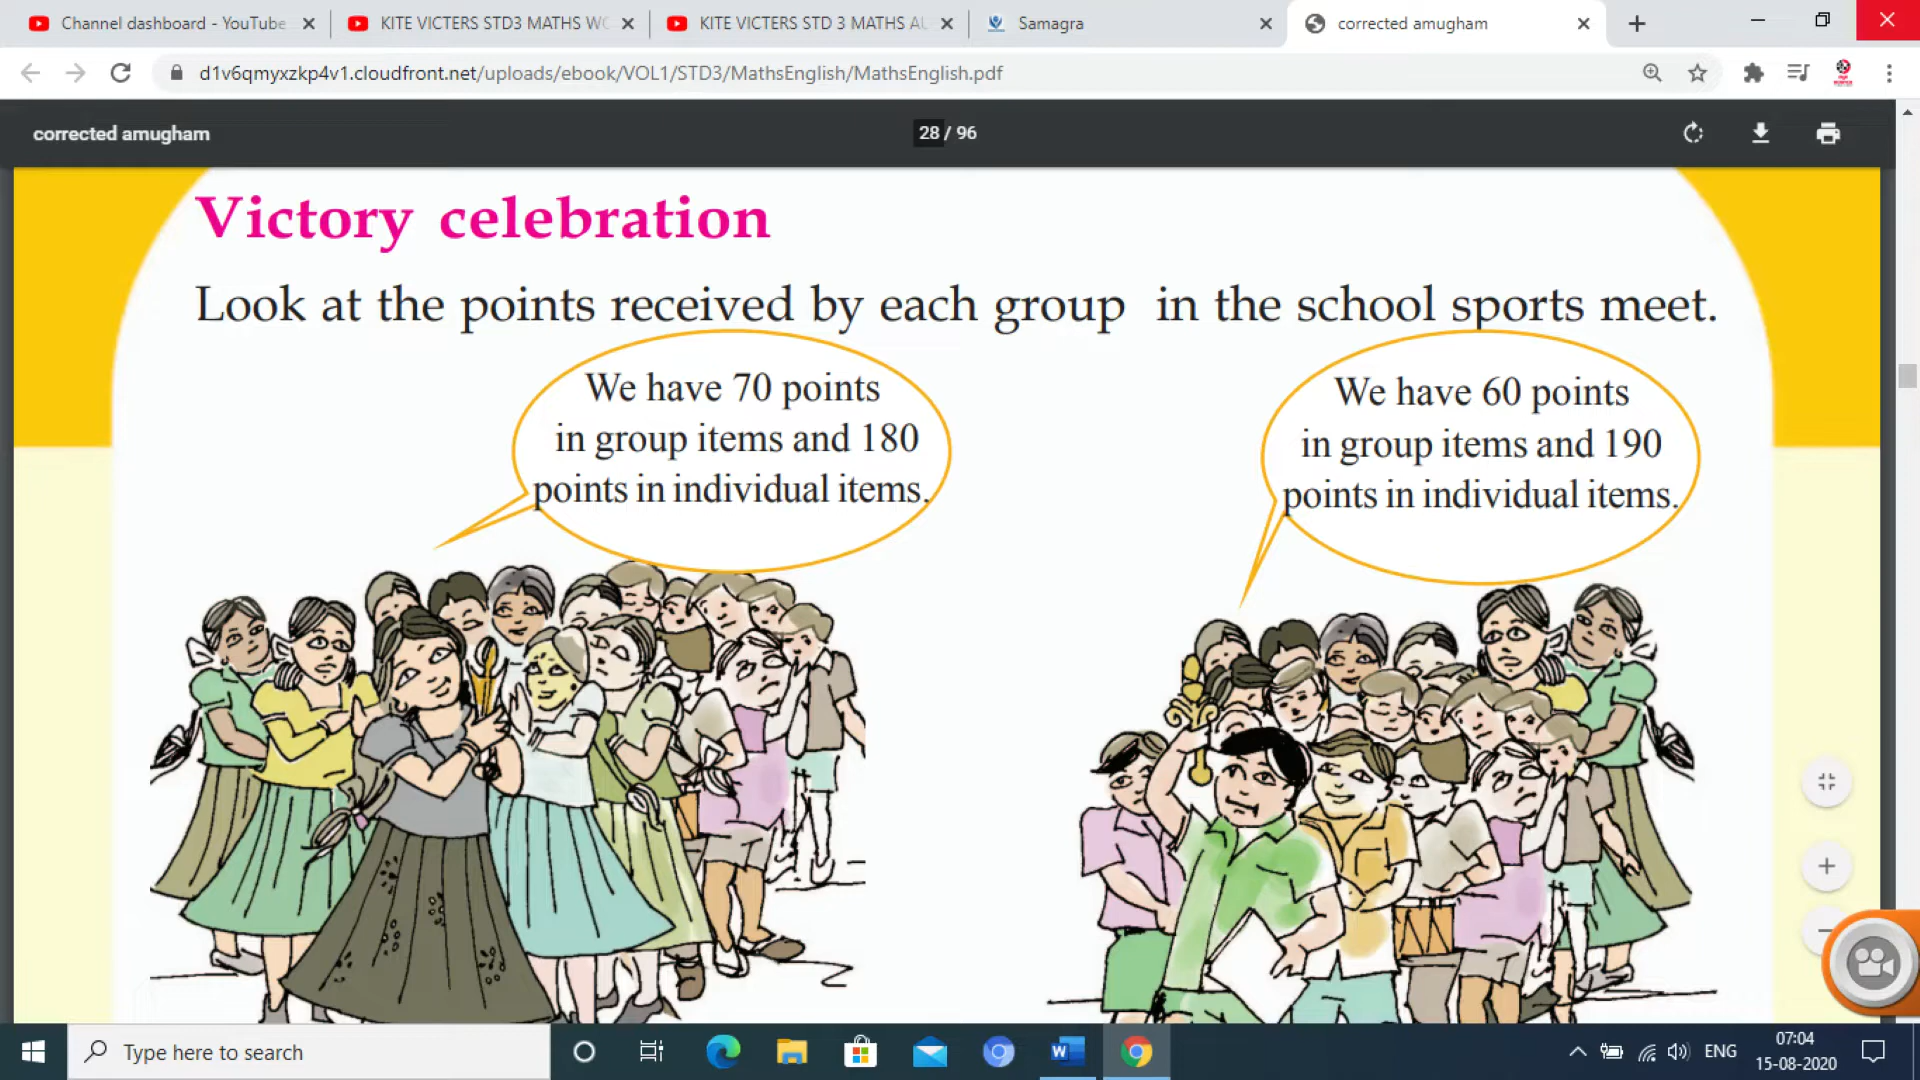 Channel dashboard - YouTube
KITE VICTERS STD3 MATHS WO
KITE VICTERS STD 3 MATHS AU
Samagra
corrected amugham
d1v6qmyxzkp4v1.cloudfront.net/uploads/ebook/VOL1/STD3/MathsEnglish/MathsEnglish.pdf
corrected amugham
28 / 96
Victory celebration
Look at the points received by each group in the school sports meet.
We have 70 points
in group items and 180
points in individual items.
We have 60 points
in group items and 190
points in individual items.
Type here to search
ENG
07:04
15-08-2020